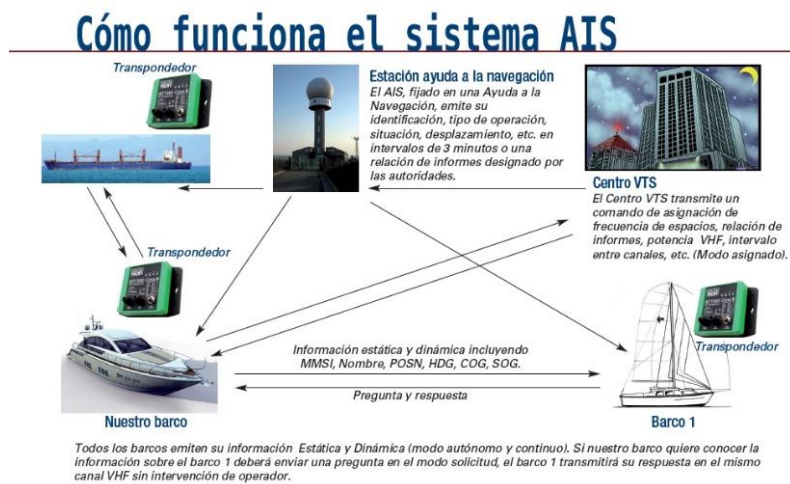 Cómo funciona el sistema AIS
Transpondedor
Estación ayuda a la navegación
El AIS, fijado en una Ayuda a la
Navegación, emite su
identificación, tipo de operación,
situación, desplazamiento, etc. en
intervalos de 3 minutos o una
relación de informes designado por
las autoridades.
Centro VTS
El Centro VTS transmite un
comando de asignación de
frecuencia de espacios, relación de
informes, potencia VHF, intervalo
entre canales, etc. (Modo asignado).
Transpondedor
Transpondedor
Información estática y dinámica incluyendo
MMSI, Nombre, POSN, HDG, COG, SOG.
Pregunta y respuesta
Nuestro barco
Barco 1
Todos los barcos emiten su información Estática y Dinámica (modo autónomo y continuo). Si nuestro barco quiere conocer la
información sobre el barco 1 deberá enviar una pregunta en el modo solicitud, el barco 1 transmitirá su respuesta en el mismo
canal VHF sin intervención de operador.